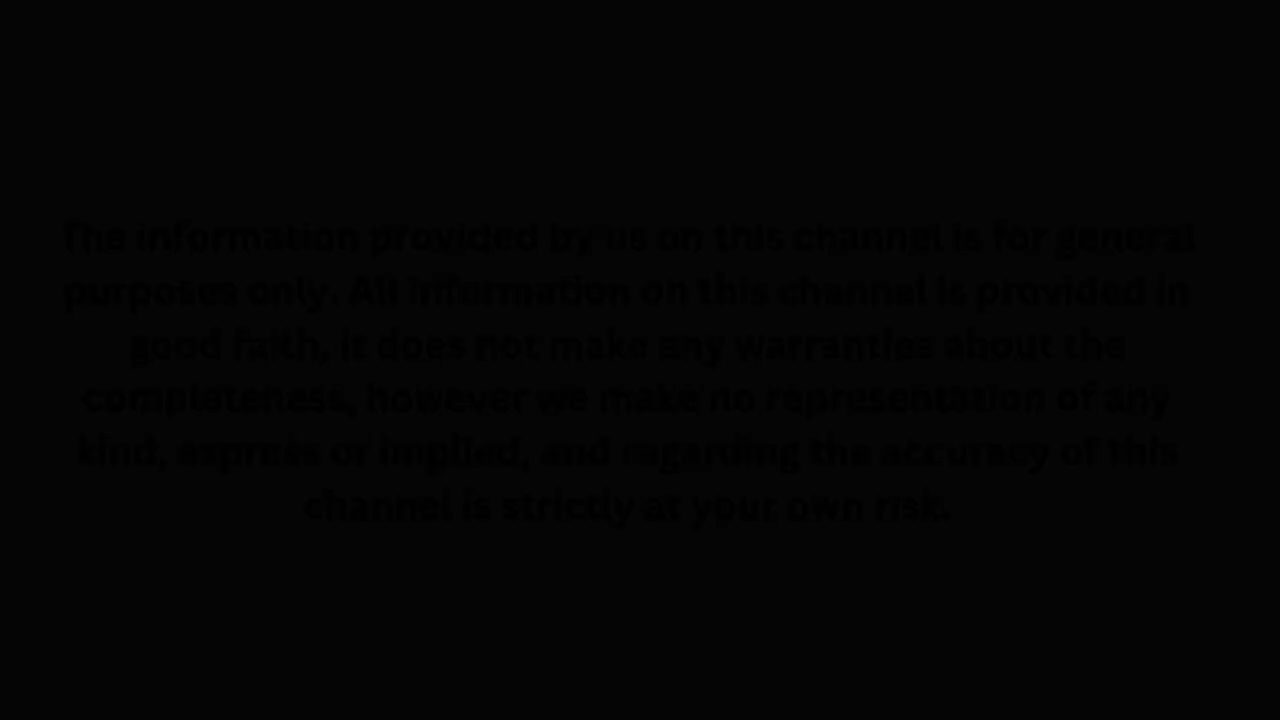 The information provided by us on this channel is for general
purposes only. All information on this channel is provided in
good faith, it does not make any warranties about the
completeness, however we make no representation of any
kind, express or implied, and regarding the accuracy of this
channel is strictly at your own risk.